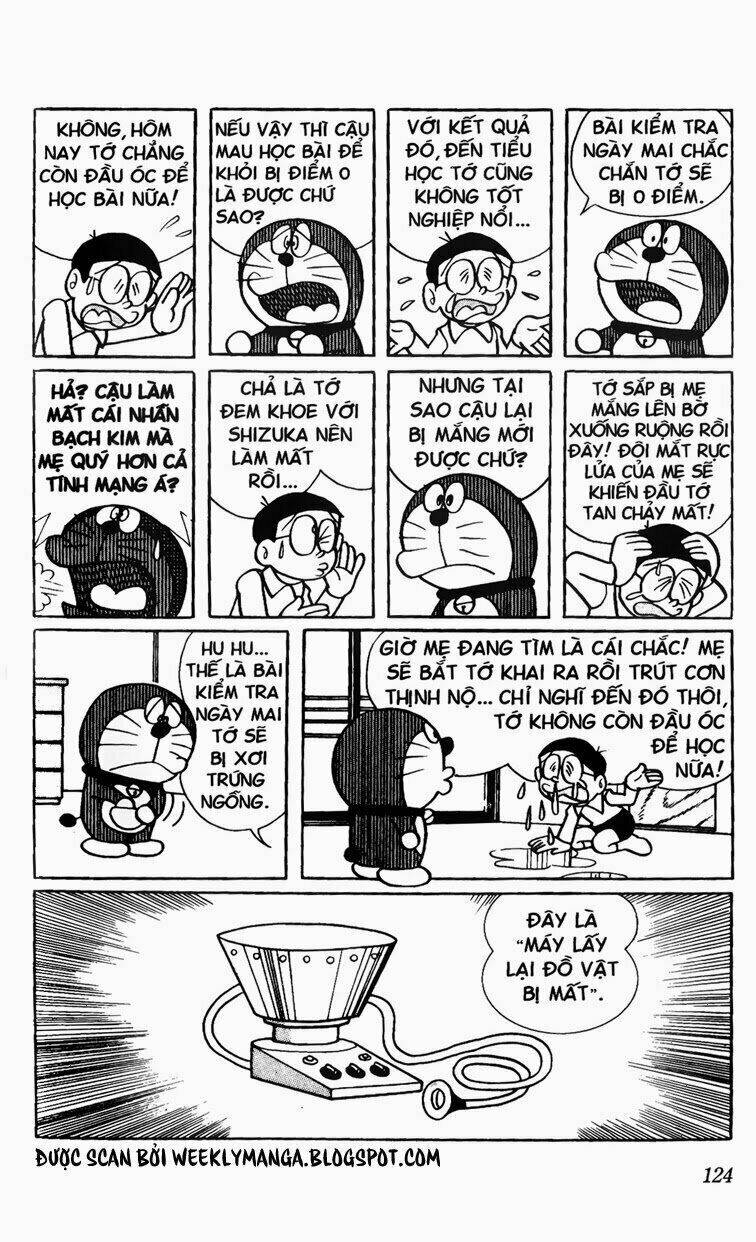 BÀI KIỂM TRA
NGÀY MAI CHẮC
CHẮN TỚ SẼ
BỊ 0 ĐIỂM.
VỚI KẾT QUẢ
ĐÓ, ĐẾN TIỂU
HỌC TỚ CŨNG
KHÔNG TỐT
NGHIỆP NỔI...
NẾU VẬY THÌ CẬU
MAU HỌC BÀI ĐỂ
KHỎI BỊ ĐIỂM 0
LÀ ĐƯỢC CHỨ
SAO?
KHÔNG, HÔM
NAY TỚ CHẲNG
CÒN ĐẦU ÓC ĐỂ
HỌC BÀI NỮA!
TỚ SẮP BỊ MẸ
MẮNG LÊN BỜ
XUỐNG RUỘNG RỒI
ĐÂY! ĐÔI MẮT RỰC
LỬA CỦA MẸ SẼ
KHIẾN ĐẦU TỚ
TAN CHẢY MẤT!
NHƯNG TẠI
SAO CẬU LẠI
BỊ MẮNG MỚI
ĐƯỢC CHỨ?
CHẢ LÀ TỚ
ĐEM KHOE VỚI
SHIZUKA NÊN
LÀM MẤT
RỒI...
HẢ? CẬU LÀM
MẤT CÁI NHẪN
BẠCH KIM MÀ
MẸ QUÝ HƠN CẢ
TÍNH MẠNG Á?
GIỜ MẸ ĐANG TÌM LÀ CÁI CHẮC! MẸ
SẼ BẮT TỚ KHAI RA RỒI TRÚT CƠN
THỊNH NỘ... CHỈ NGHĨ ĐẾN ĐÓ THÔI,
TỚ KHÔNG CÒN ĐẦU ÓC
ĐỂ HỌC
NỮA!
HU HU...
THẾ LÀ BÀI
KIỂM TRA
NGÀY MAI
TỚ SẼ
BỊ XƠI
TRỨNG
NGỖNG.
ĐÂY LÀ
“MÁY LẤY
LẠI ĐỒ VẬT
BỊ MẤT”.
ĐƯỢC SCAN BỞI WEEKLYMANGA.BLOGSPOT.COM
124